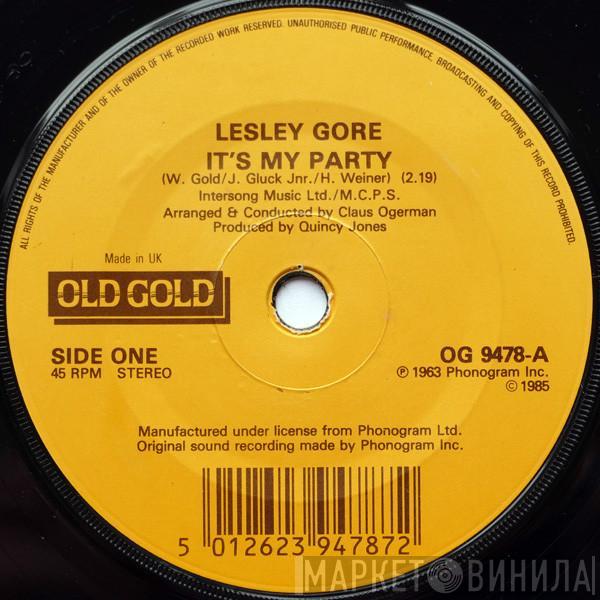 ALL RIGHTS OF THE MANUFACTURER AND OF THE OWNER OF THE RECORDED WORK RESERVED. UNAUTHORISED PUBLIC PERFORMANCE, BROADCASTING AND COPYING OF THIS RECORD PROHIBITED.
LESLEY GORE
IT'S MY PARTY
(W. Gold/J. Gluck Jnr./H. Weiner) (2.19)
Intersong Music Ltd./M.C.P.S.
Arranged & Conducted by Claus Ogerman
Produced by Quincy Jones
Made in UK
OLD GOLD
SIDE ONE
45 RPM STEREO
OG 9478-A
℗ 1963 Phonogram Inc.
© 1985
Manufactured under license from Phonogram Ltd.
Original sound recording made by Phonogram Inc.
5 012623 947872
МАРКЕТ ВИНИЛА